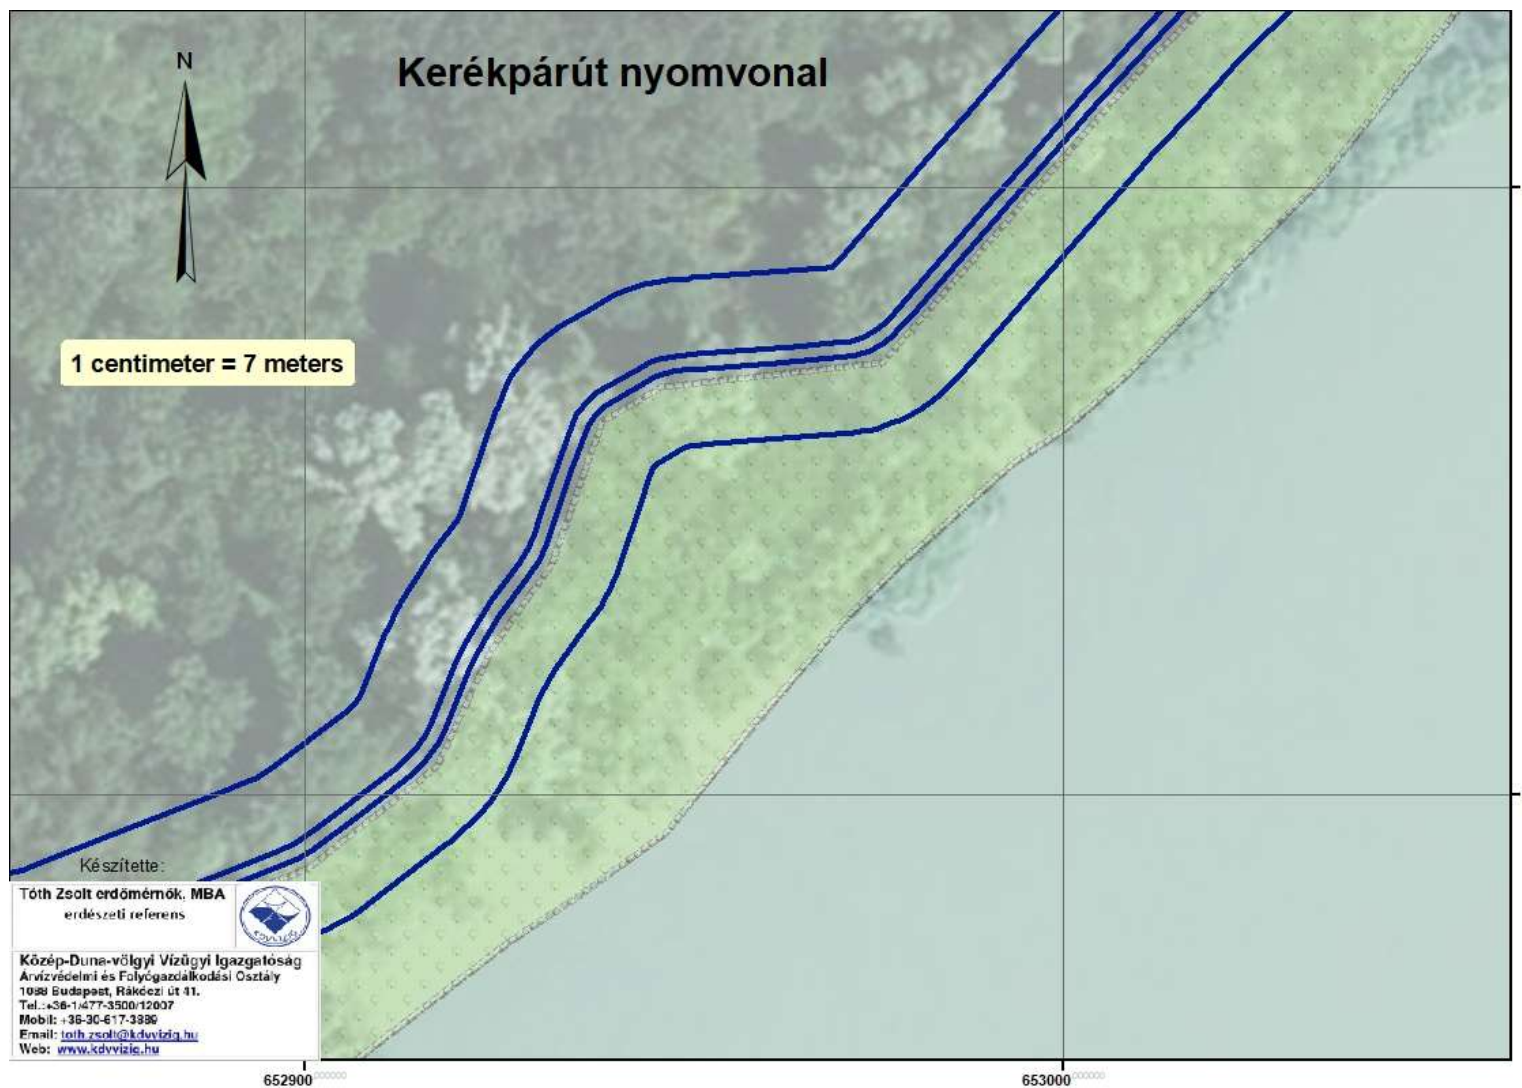 Kerékpárút nyomvonal
N
1 centimeter = 7 meters
Készítette:
Tóth Zsolt erdőmérnök, MBA
erdészeti referens
Közép-Duna-völgyi Vízügyi Igazgatóság
Árvízvédelmi és Folyógazdálkodási Osztály
1088 Budapest, Rákóczi út 41.
Tel.:+36-1/477-3500/12007
Mobil: +36-30-617-3889
Email: toth.zsolt@kdvvizig.hu
Web: www.kdvvizig.hu
652900,000000
653000,000000